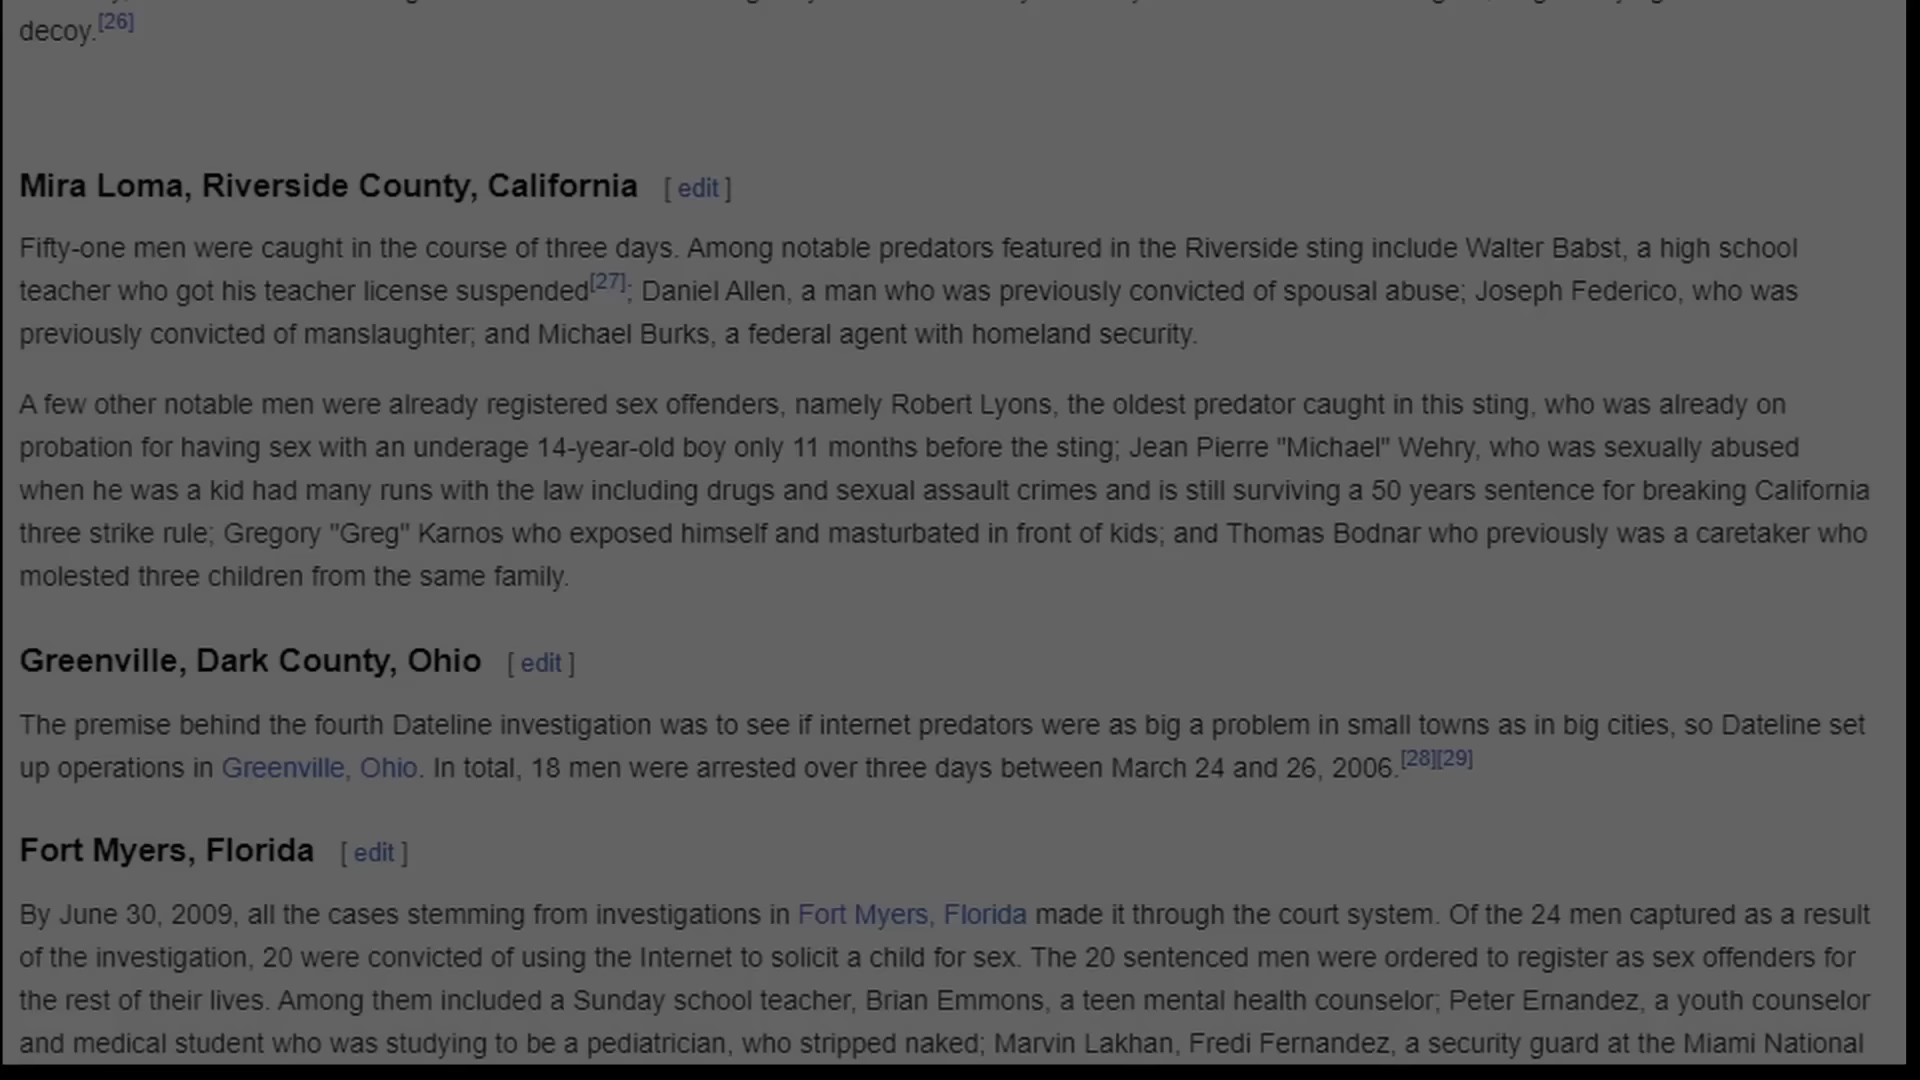 decoy.[26]
Mira Loma, Riverside County, California [ edit ]
Fifty-one men were caught in the course of three days. Among notable predators featured in the Riverside sting include Walter Babst, a high school
teacher who got his teacher license suspended[27]; Daniel Allen, a man who was previously convicted of spousal abuse; Joseph Federico, who was
previously convicted of manslaughter; and Michael Burks, a federal agent with homeland security.
A few other notable men were already registered sex offenders, namely Robert Lyons, the oldest predator caught in this sting, who was already on
probation for having sex with an underage 14-year-old boy only 11 months before the sting; Jean Pierre "Michael" Wehry, who was sexually abused
when he was a kid had many runs with the law including drugs and sexual assault crimes and is still surviving a 50 years sentence for breaking California
three strike rule; Gregory "Greg" Karnos who exposed himself and masturbated in front of kids; and Thomas Bodnar who previously was a caretaker who
molested three children from the same family.
Greenville, Dark County, Ohio [ edit ]
The premise behind the fourth Dateline investigation was to see if internet predators were as big a problem in small towns as in big cities, so Dateline set
up operations in Greenville, Ohio. In total, 18 men were arrested over three days between March 24 and 26, 2006.[28][29]
Fort Myers, Florida [ edit ]
By June 30, 2009, all the cases stemming from investigations in Fort Myers, Florida made it through the court system. Of the 24 men captured as a result
of the investigation, 20 were convicted of using the Internet to solicit a child for sex. The 20 sentenced men were ordered to register as sex offenders for
the rest of their lives. Among them included a Sunday school teacher, Brian Emmons, a teen mental health counselor; Peter Ernandez, a youth counselor
and medical student who was studying to be a pediatrician, who stripped naked; Marvin Lakhan, Fredi Fernandez, a security guard at the Miami National